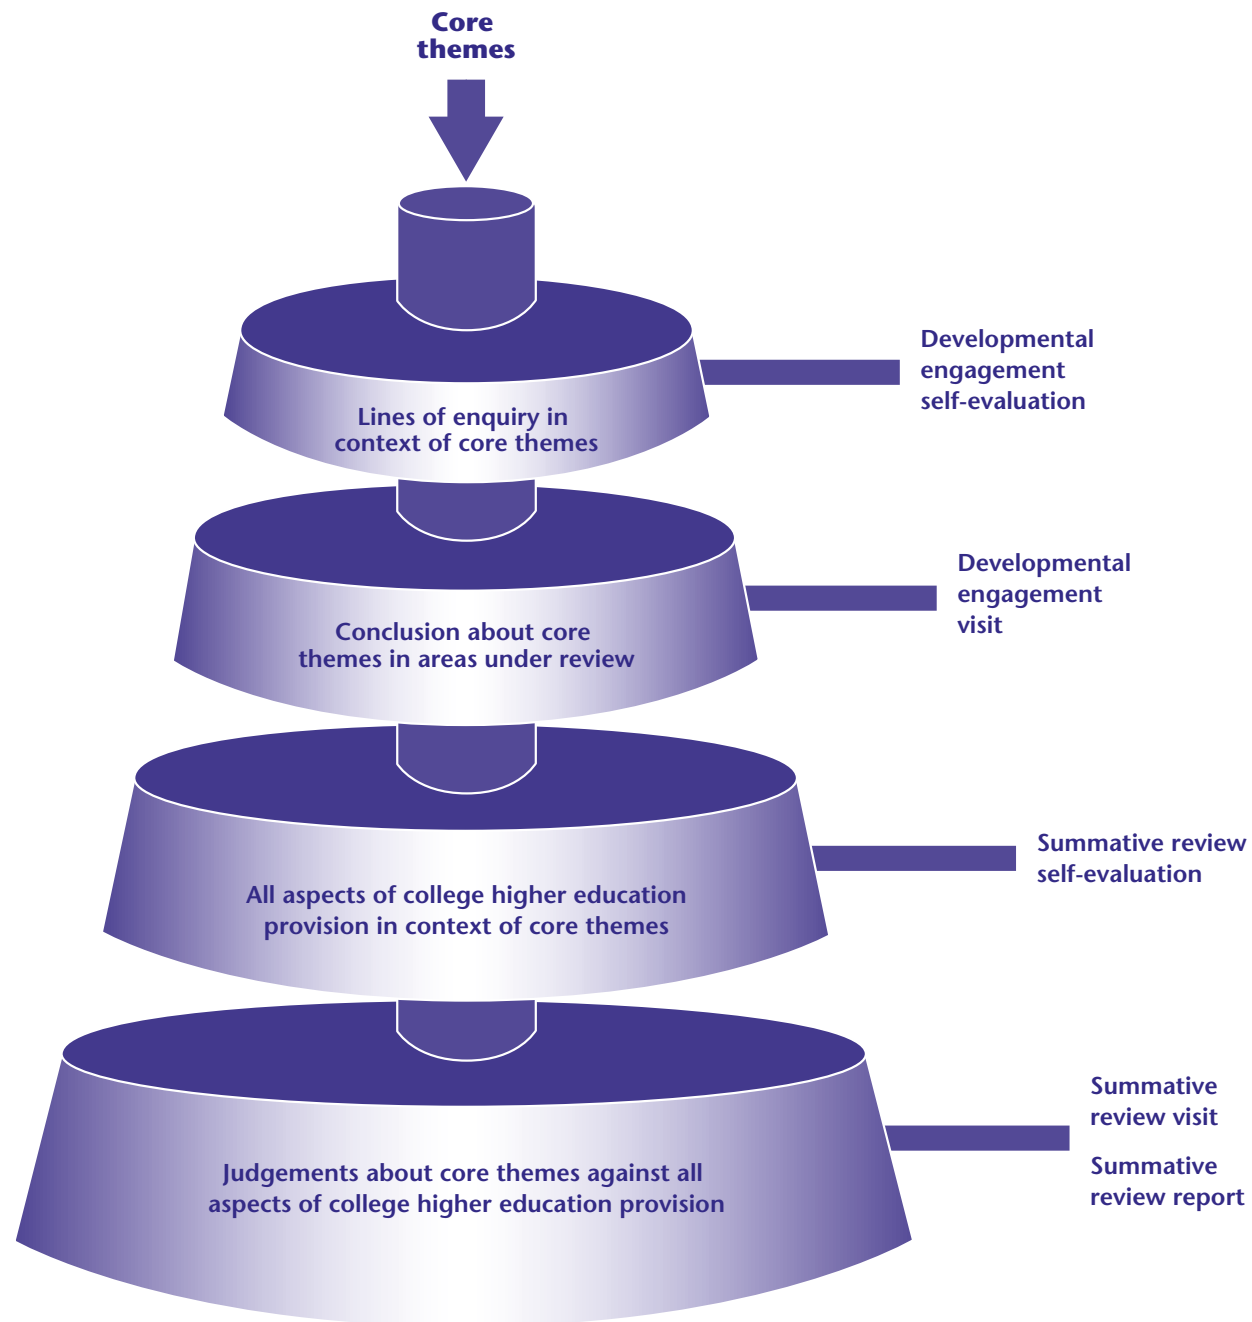 Core
themes
Developmental
engagement
self-evaluation
Lines of enquiry in
context of core themes
Developmental
engagement
visit
Conclusion about core
themes in areas under review
Summative review
self-evaluation
All aspects of college higher education
provision in context of core themes
Summative
review visit
Summative
review report
Judgements about core themes against all
aspects of college higher education provision